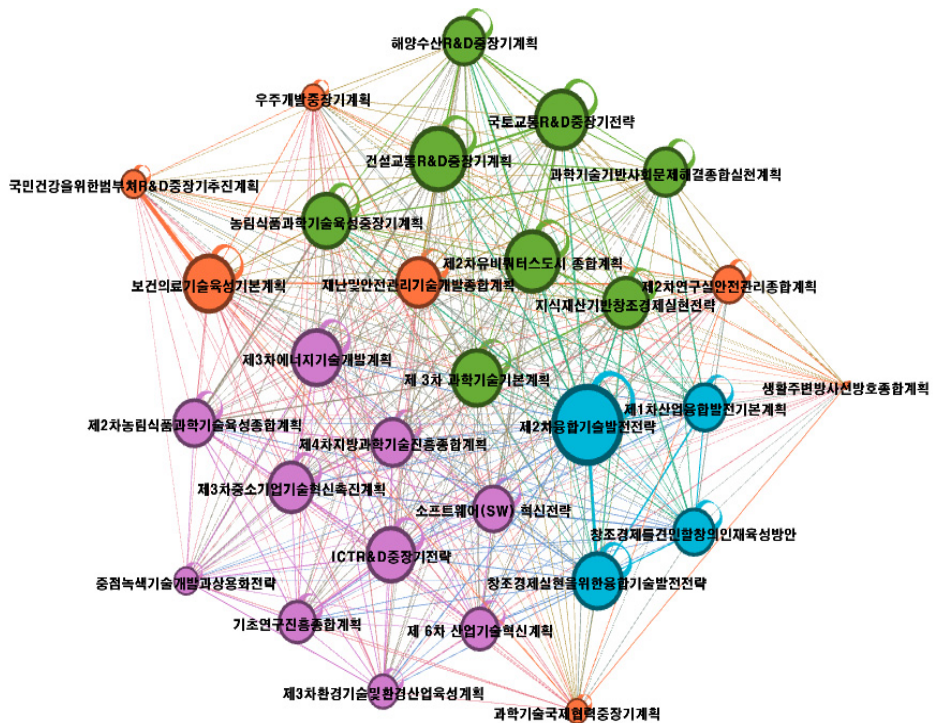 해양수산R&D중장기계획
우주개발중장기계획
국토교통R&D중장기전략
건설교통R&D중장기계획
과학기술기반사회문제해결종합실천계획
국민건강을위한범부처R&D중장기추진계획
농림식품과학기술육성중장기계획
제2차유비쿼터스도시 종합계획
보건의료기술육성기본계획
재난및안전관리기술개발종합계획
제2차연구실안전관리종합계획
지식재산기반창조경제실현전략
제3차에너지기술개발계획
제 3차 과학기술기본계획
생활주변방사선방호종합계획
제1차산업융합발전기본계획
제2차농림식품과학기술육성종합계획
제2차융합기술발전전략
제4차지방과학기술진흥종합계획
제3차중소기업기술혁신촉진계획
소프트웨어(SW) 혁신전략
창조경제를견인할창의인재육성방안
ICTR&D중장기전략
중점녹색기술개발과상용화전략
창조경제실현을위한융합기술발전전략
기초연구진흥종합계획
제 6차 산업기술혁신계획
제3차환경기술및환경산업육성계획
과학기술국제협력중장기계획